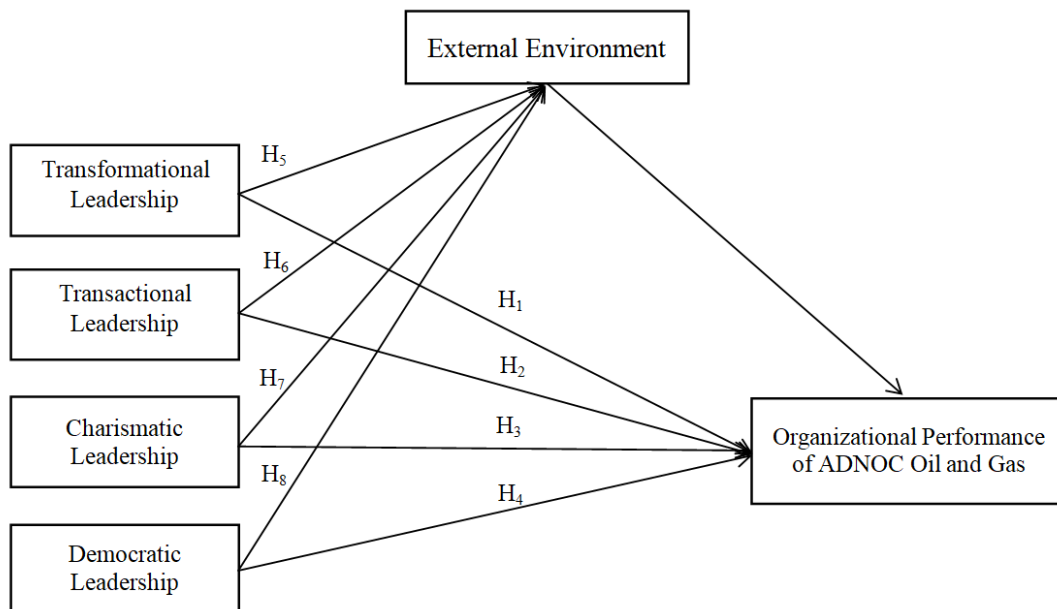 External Environment
H5
Transformational
Leadership
H6
Transactional
Leadership
H1
H2
H7
Charismatic
Leadership
H3
Organizational Performance
of ADNOC Oil and Gas
H8
H4
Democratic
Leadership